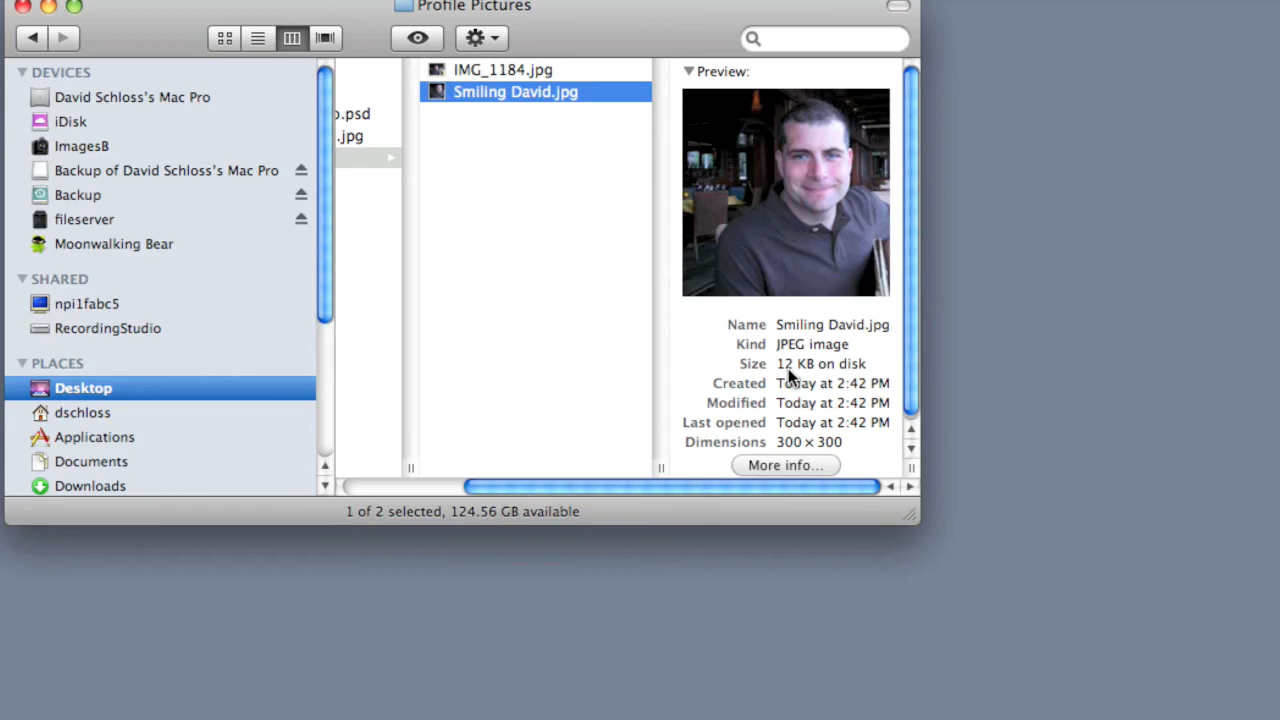 Profile Pictures
DEVICES
David Schloss's Mac Pro
iDisk
ImagesB
Backup of David Schloss's Mac Pro
Backup
fileserver
Moonwalking Bear
SHARED
npi1fabc5
RecordingStudio
PLACES
Desktop
dschloss
Applications
Documents
Downloads
o.psd
.jpg
IMG_1184.jpg
Smiling David.jpg
Preview:
Name Smiling David.jpg
Kind JPEG image
Size 12 KB on disk
Created Today at 2:42 PM
Modified Today at 2:42 PM
Last opened Today at 2:42 PM
Dimensions 300 × 300
More info...
1 of 2 selected, 124.56 GB available